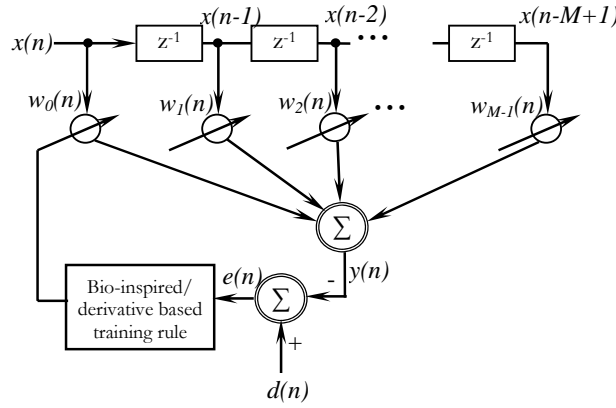 x(n)
z⁻¹
x(n-1)
z⁻¹
x(n-2)
...
z⁻¹
x(n-M+1)
w₀(n)
w₁(n)
w₂(n)
...
w_{M-1}(n)
Σ
Bio-inspired/
derivative based
training rule
e(n)
Σ
-
y(n)
+
d(n)